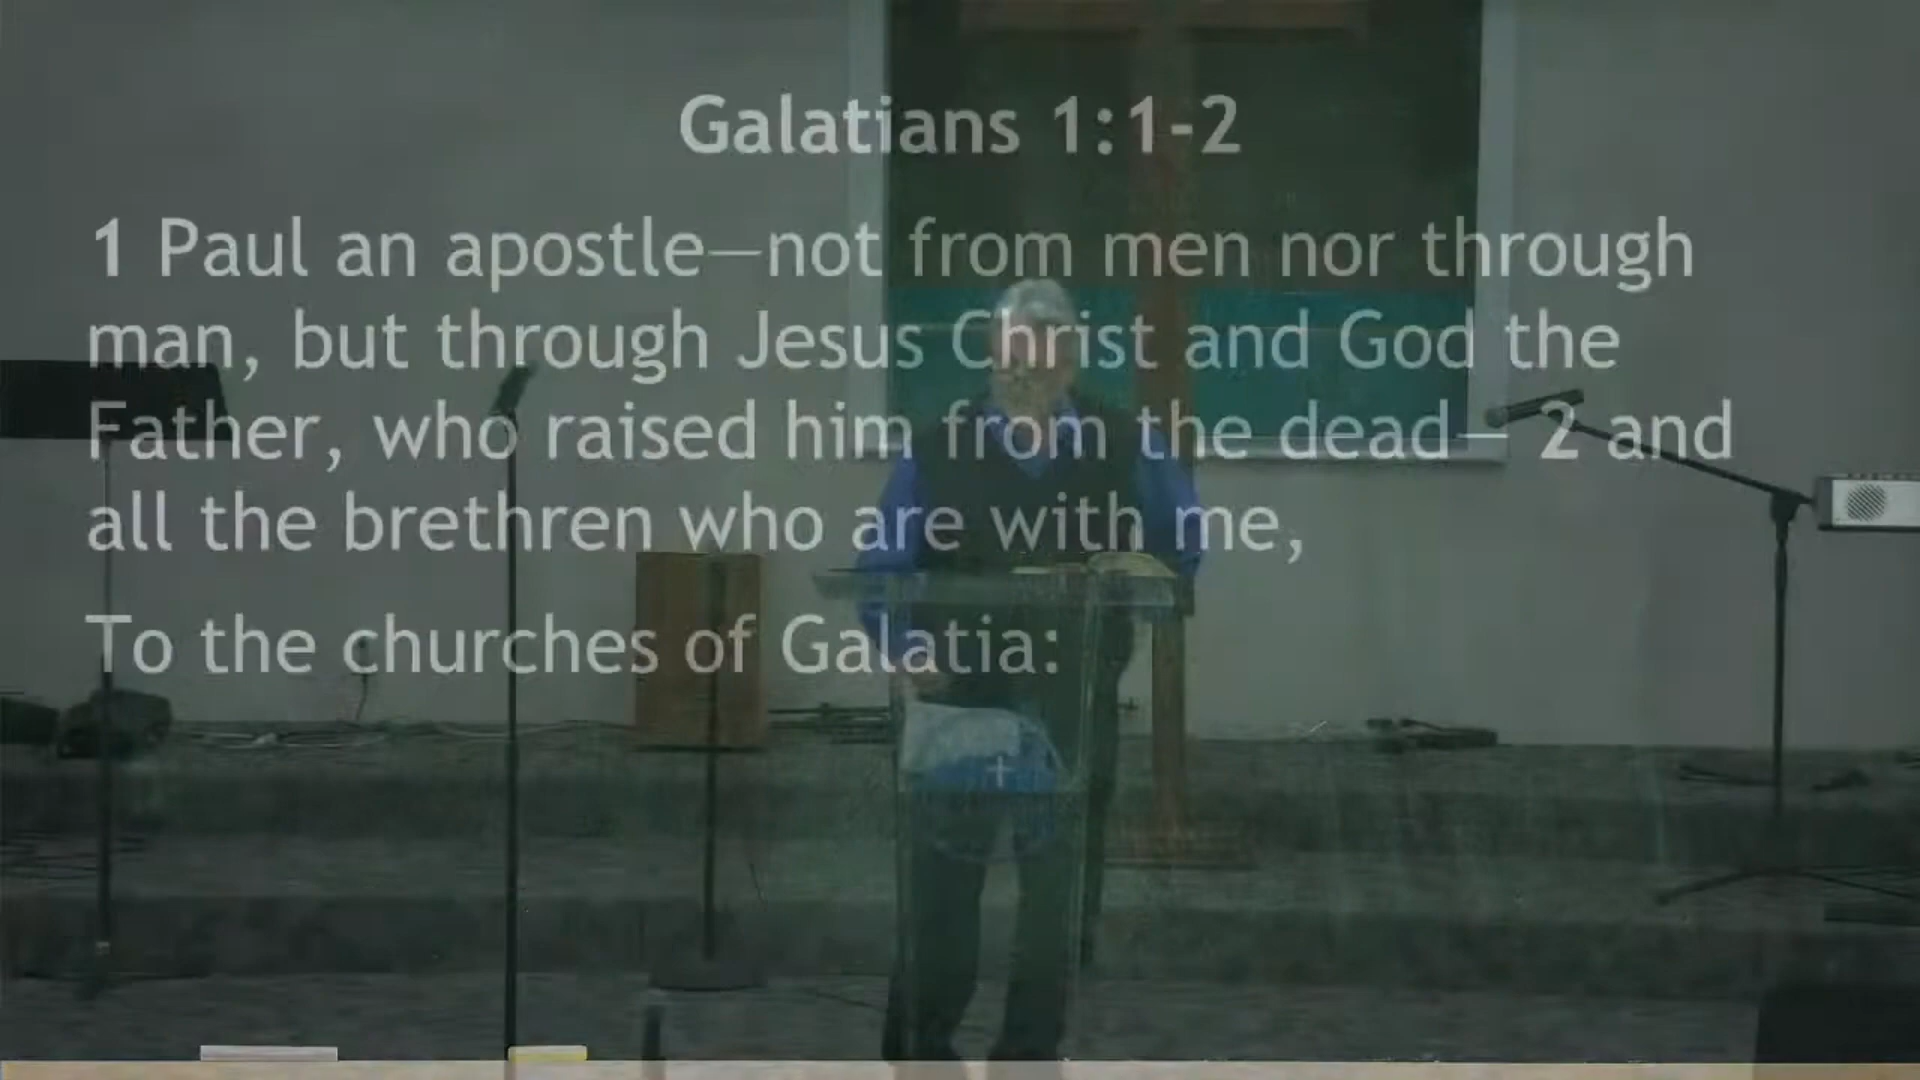 Galatians 1:1-2
1 Paul an apostle—not from men nor through
man, but through Jesus Christ and God the
Father, who raised him from the dead— 2 and
all the brethren who are with me,
To the churches of Galatia: